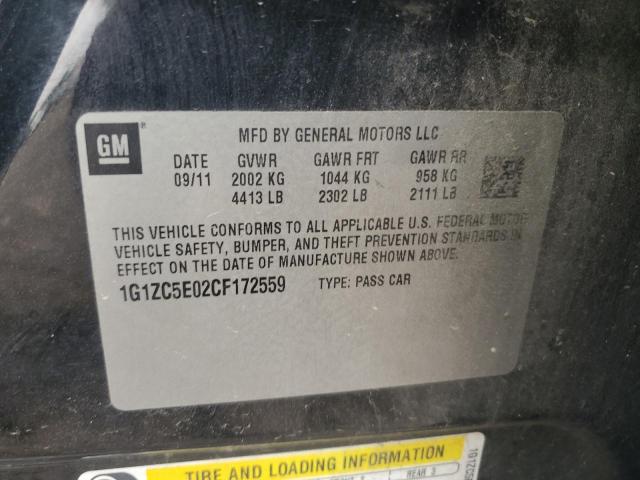 GM ®
MFD BY GENERAL MOTORS LLC
DATE GVWR GAWR FRT GAWR RR
09/11 2002 KG 1044 KG 958 KG
4413 LB 2302 LB 2111 LB
THIS VEHICLE CONFORMS TO ALL APPLICABLE U.S. FEDERAL MOTOR
VEHICLE SAFETY, BUMPER, AND THEFT PREVENTION STANDARDS IN
EFFECT ON THE DATE OF MANUFACTURE SHOWN ABOVE.
1G1ZC5E02CF172559 TYPE: PASS CAR
TIRE AND LOADING INFORMATION
REAR 3
1G1ZC5E